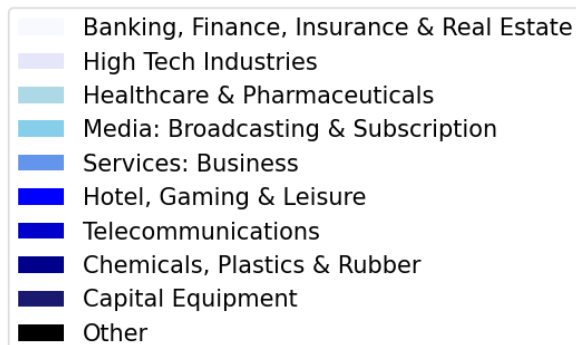 Banking, Finance, Insurance & Real Estate
High Tech Industries
Healthcare & Pharmaceuticals
Media: Broadcasting & Subscription
Services: Business
Hotel, Gaming & Leisure
Telecommunications
Chemicals, Plastics & Rubber
Capital Equipment
Other